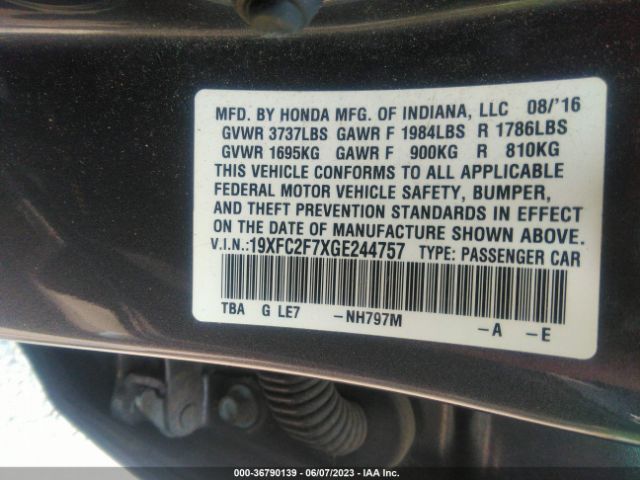 MFD. BY HONDA MFG. OF INDIANA, LLC 08/'16
GVWR 3737LBS GAWR F 1984LBS R 1786LBS
GVWR 1695KG GAWR F 900KG R 810KG
THIS VEHICLE CONFORMS TO ALL APPLICABLE
FEDERAL MOTOR VEHICLE SAFETY, BUMPER,
AND THEFT PREVENTION STANDARDS IN EFFECT
ON THE DATE OF MANUFACTURE SHOWN ABOVE.
V.I.N.:19XFC2F7XGE244757 TYPE: PASSENGER CAR
TBA G LE7 -NH797M -A -E
000-36790139 - 06/07/2023 - IAA Inc.